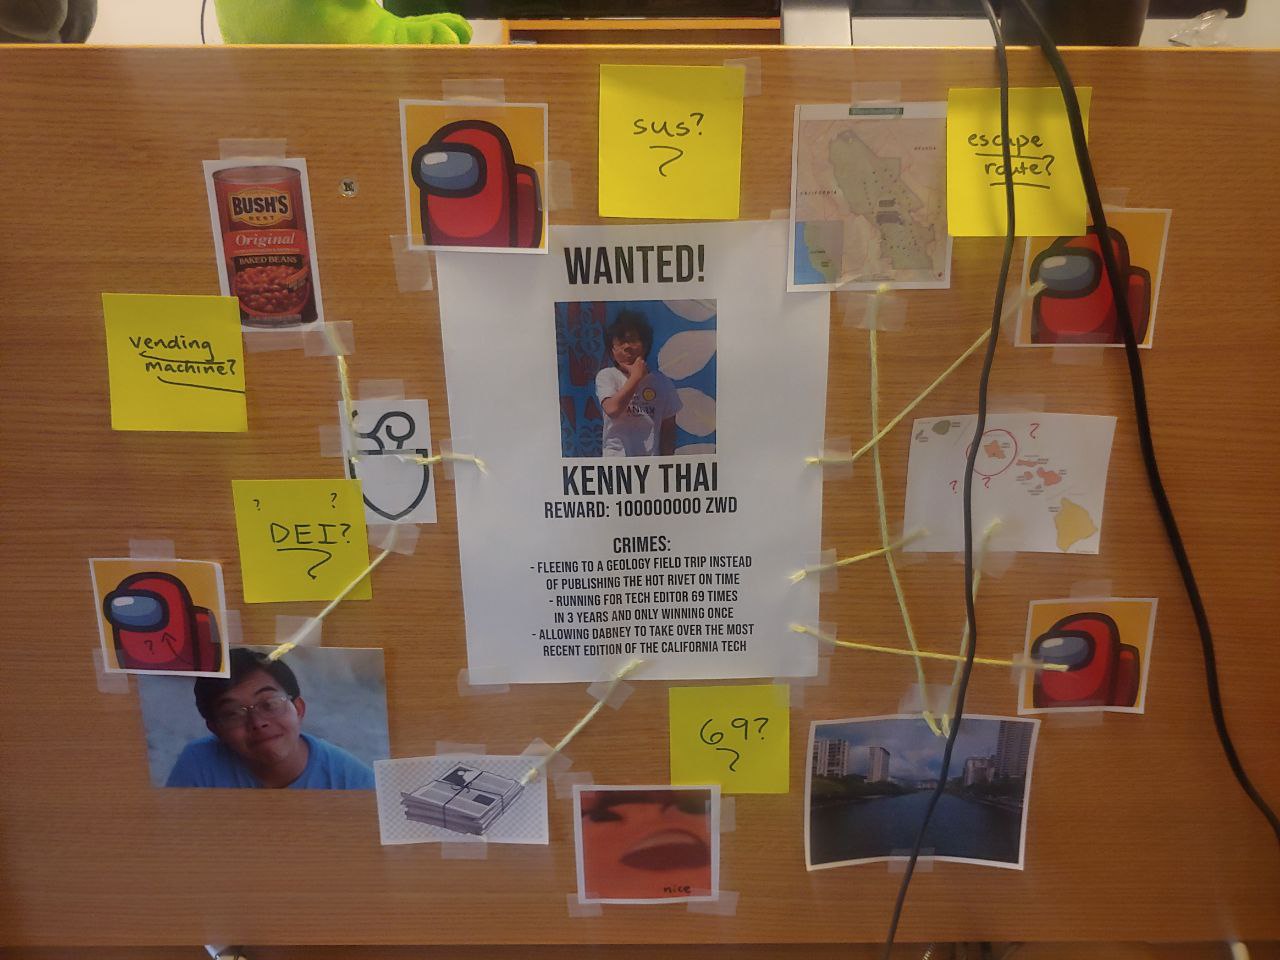 sus?
escape
route?
BUSH'S
BEST
Original
BAKED BEANS
WANTED!
vending
machine?
KENNY THAI
REWARD: 100000000 ZWD
CRIMES:
- FLEEING TO A GEOLOGY FIELD TRIP INSTEAD
OF PUBLISHING THE HOT RIVET ON TIME
- RUNNING FOR TECH EDITOR 69 TIMES
IN 3 YEARS AND ONLY WINNING ONCE
- ALLOWING DABNEY TO TAKE OVER THE MOST
RECENT EDITION OF THE CALIFORNIA TECH
? ?
DEI?
?
?
?
?
69?
nice